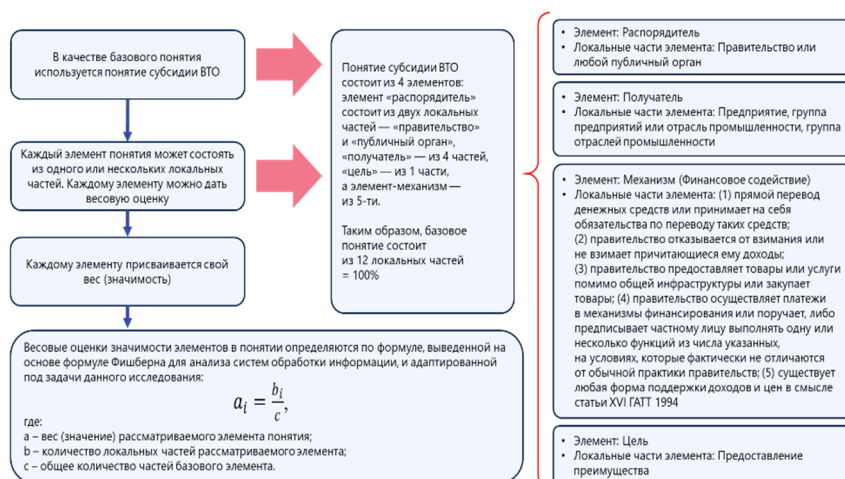 В качестве базового понятия
используется понятие субсидии ВТО
Каждый элемент понятия может состоять
из одного или нескольких локальных
частей. Каждому элементу можно дать
весовую оценку
Каждому элементу присваивается свой
вес (значимость)
Весовые оценки значимости элементов в понятии определяются по формуле, выведенной на
основе формуле Фишберна для анализа систем обработки информации, и адаптированной
под задачи данного исследования:
aᵢ = bᵢ/c,
где:
a – вес (значение) рассматриваемого элемента понятия;
b – количество локальных частей рассматриваемого элемента;
c – общее количество частей базового элемента.
Понятие субсидии ВТО
состоит из 4 элементов:
элемент «распорядитель»
состоит из двух локальных
частей — «правительство»
и «публичный орган»,
«получатель» — из 4 частей,
«цель» — из 1 части,
а элемент-механизм —
из 5-ти.
Таким образом, базовое
понятие состоит
из 12 локальных частей
= 100%
• Элемент: Распорядитель
• Локальные части элемента: Правительство или
любой публичный орган
• Элемент: Получатель
• Локальные части элемента: Предприятие, группа
предприятий или отрасль промышленности, группа
отраслей промышленности
• Элемент: Механизм (Финансовое содействие)
• Локальные части элемента: (1) прямой перевод
денежных средств или принимает на себя
обязательства по переводу таких средств;
(2) правительство отказывается от взимания или
не взимает причитающиеся ему доходы;
(3) правительство предоставляет товары или услуги
помимо общей инфраструктуры или закупает
товары; (4) правительство осуществляет платежи
в механизмы финансирования или поручает, либо
предписывает частному лицу выполнять одну или
несколько функций из числа указанных,
на условиях, которые фактически не отличаются
от обычной практики правительств; (5) существует
любая форма поддержки доходов и цен в смысле
статьи XVI ГАТТ 1994
• Элемент: Цель
• Локальные части элемента: Предоставление
преимущества